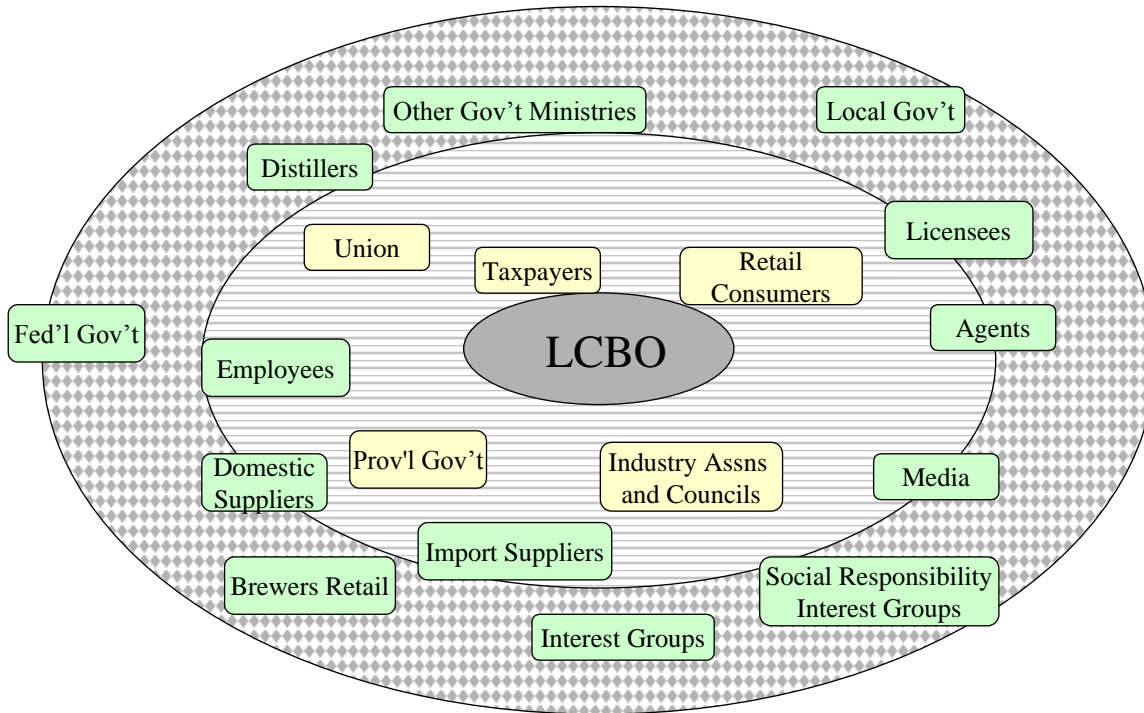 Other Gov’t Ministries
Local Gov’t
Distillers
Licensees
Union
Taxpayers
Retail
Consumers
Fed’l Gov’t
Agents
LCBO
Employees
Prov'l Gov’t
Industry Assns
and Councils
Domestic
Suppliers
Media
Import Suppliers
Brewers Retail
Social Responsibility
Interest Groups
Interest Groups